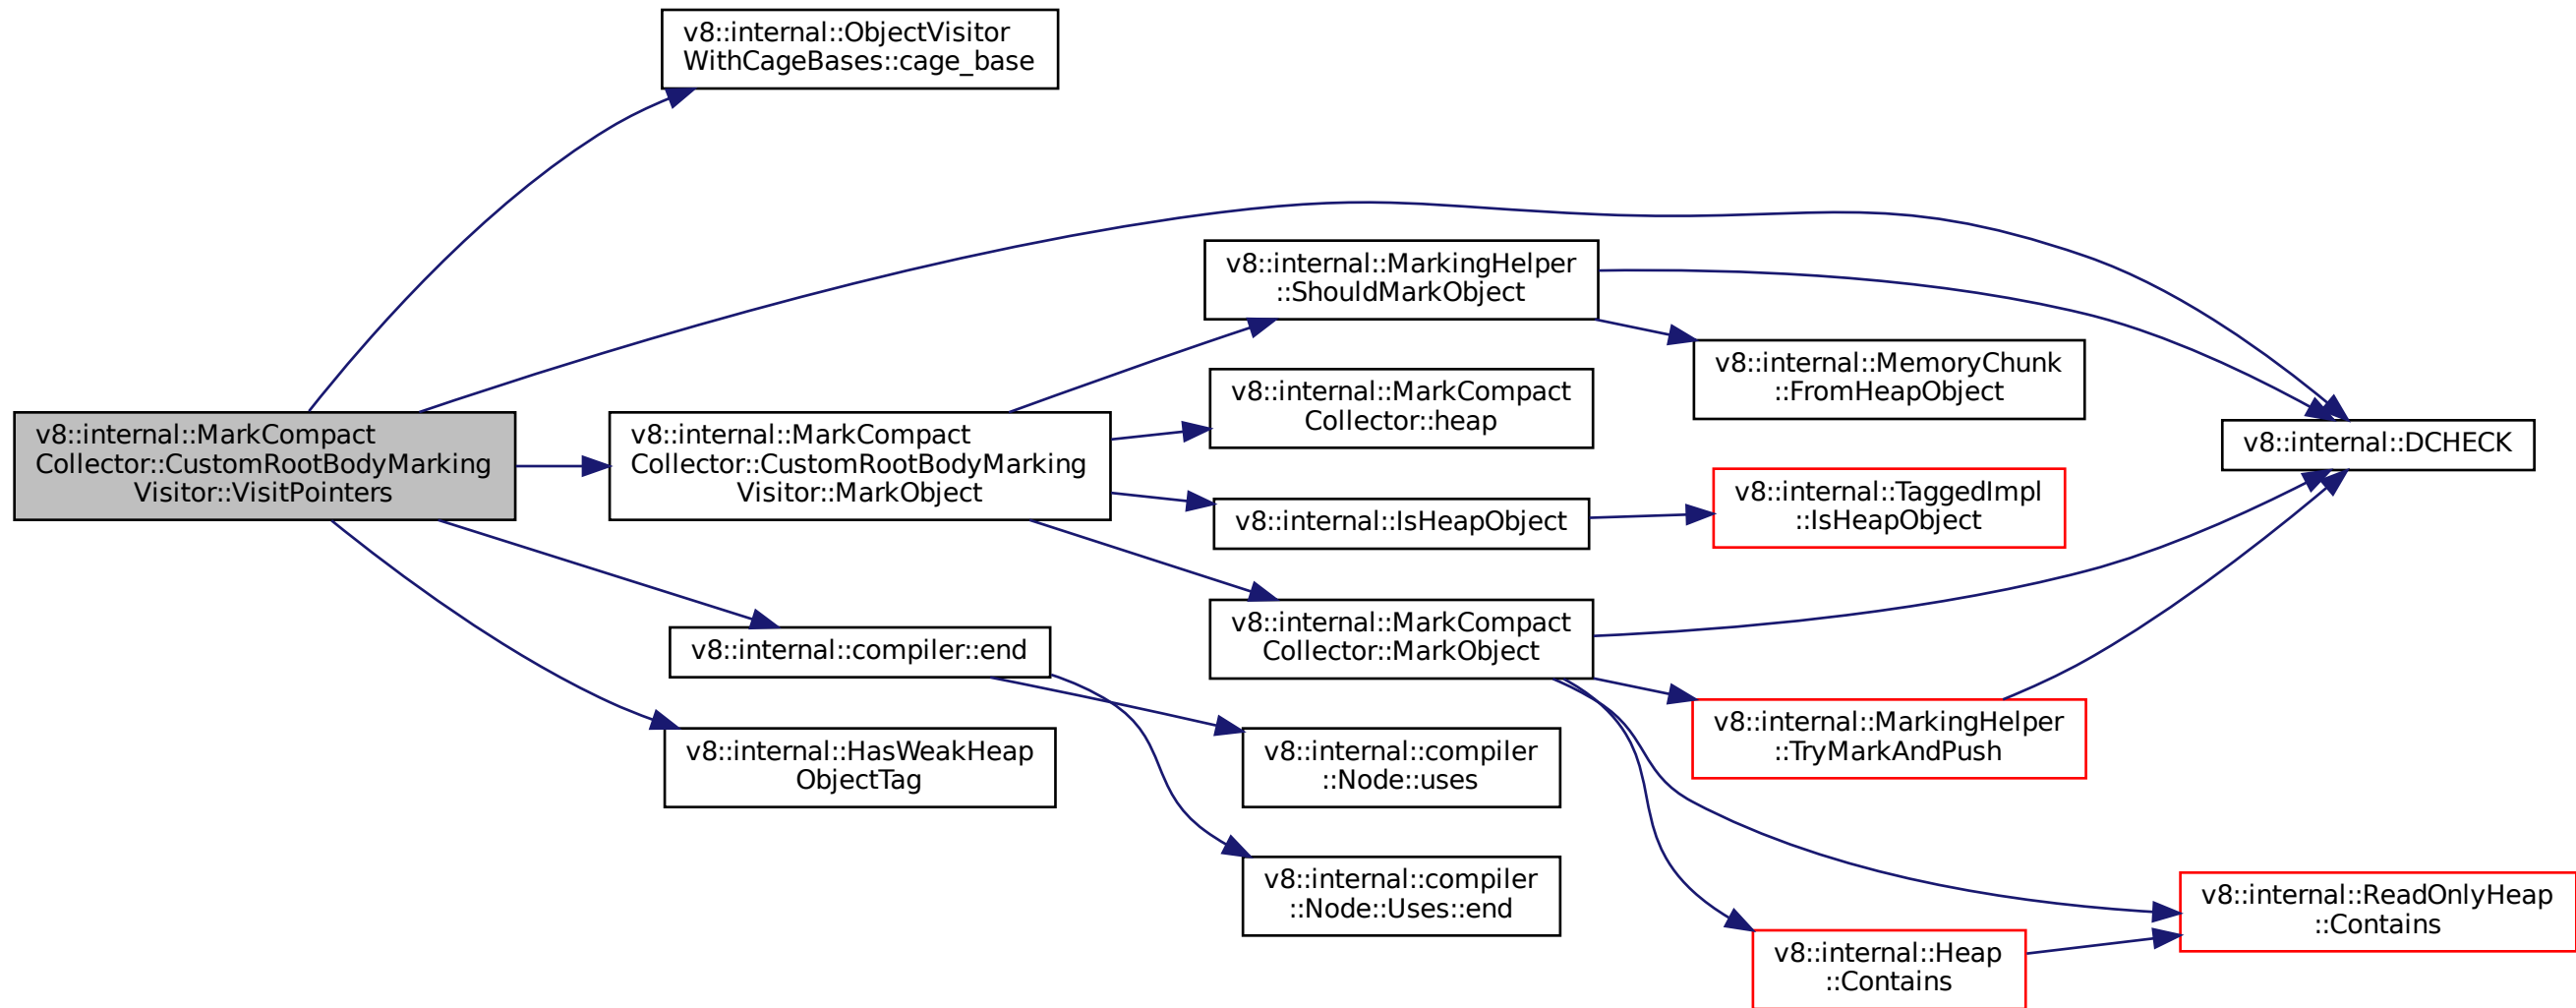 v8::internal::ObjectVisitor
WithCageBases::cage_base
v8::internal::MarkCompact
Collector::CustomRootBodyMarking
Visitor::VisitPointers
v8::internal::MarkCompact
Collector::CustomRootBodyMarking
Visitor::MarkObject
v8::internal::compiler::end
v8::internal::HasWeakHeap
ObjectTag
v8::internal::MarkingHelper
::ShouldMarkObject
v8::internal::MarkCompact
Collector::heap
v8::internal::IsHeapObject
v8::internal::MarkCompact
Collector::MarkObject
v8::internal::compiler
::Node::uses
v8::internal::compiler
::Node::Uses::end
v8::internal::MemoryChunk
::FromHeapObject
v8::internal::TaggedImpl
::IsHeapObject
v8::internal::MarkingHelper
::TryMarkAndPush
v8::internal::Heap
::Contains
v8::internal::DCHECK
v8::internal::ReadOnlyHeap
::Contains